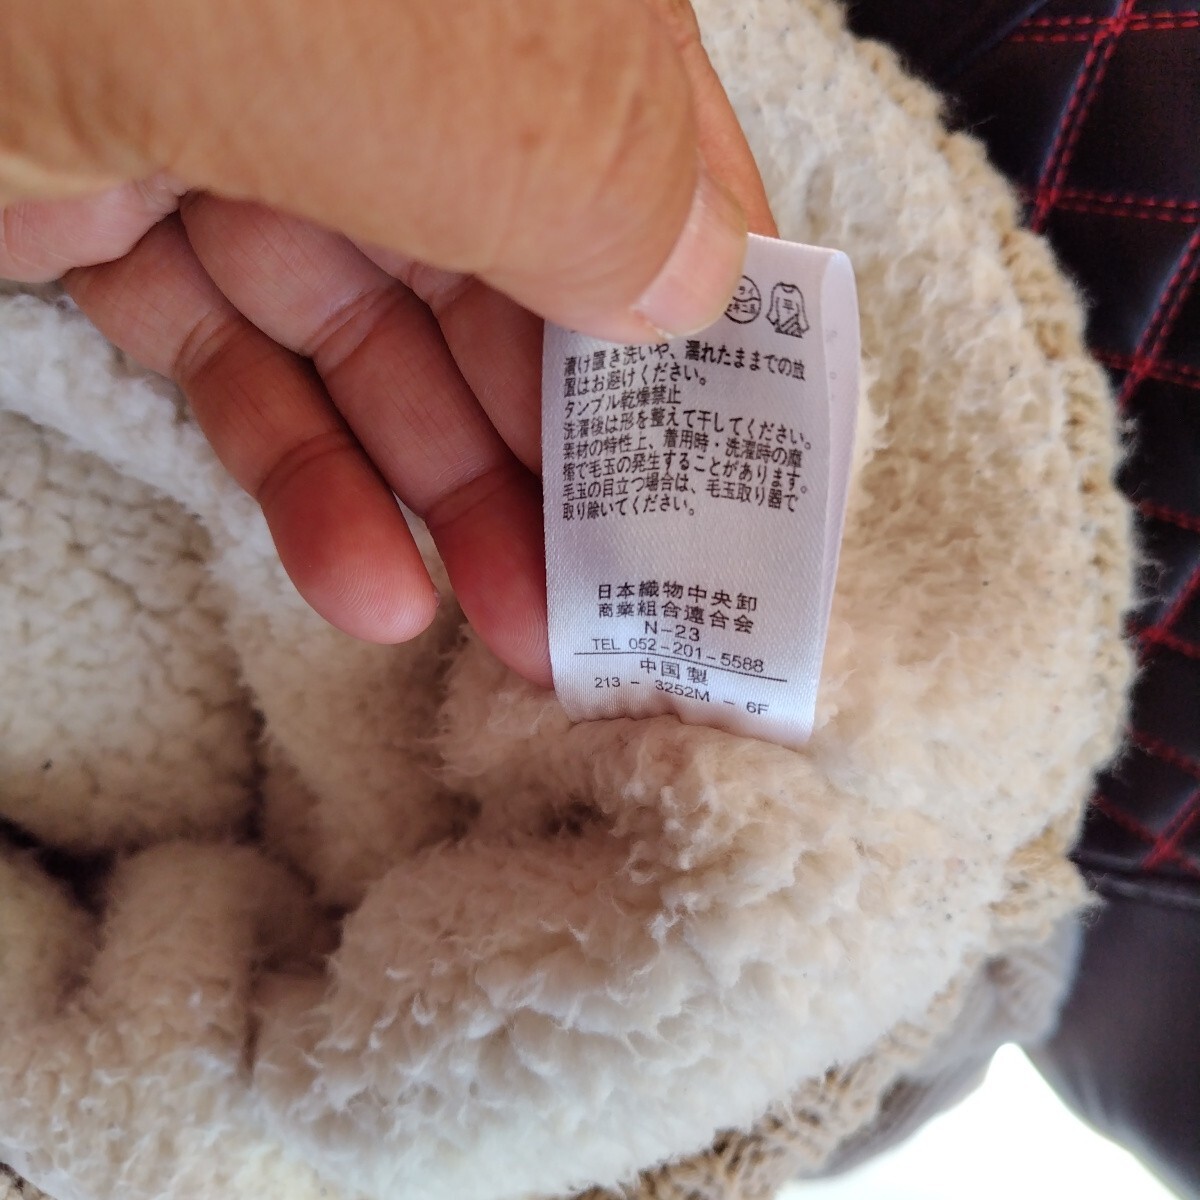 平
漬け置き洗いや、濡れたままでの放
置はお避けください。
タンブル乾燥禁止
洗濯後は形を整えて干してください。
素材の特性上、着用時・洗濯時の摩
擦で毛玉の発生することがあります。
毛玉の目立つ場合は、毛玉取り器で
取り除いてください。
日本織物中央卸
商業組合連合会
N-23
TEL 052-201-5588
中国製
213 - 3252M - 6F